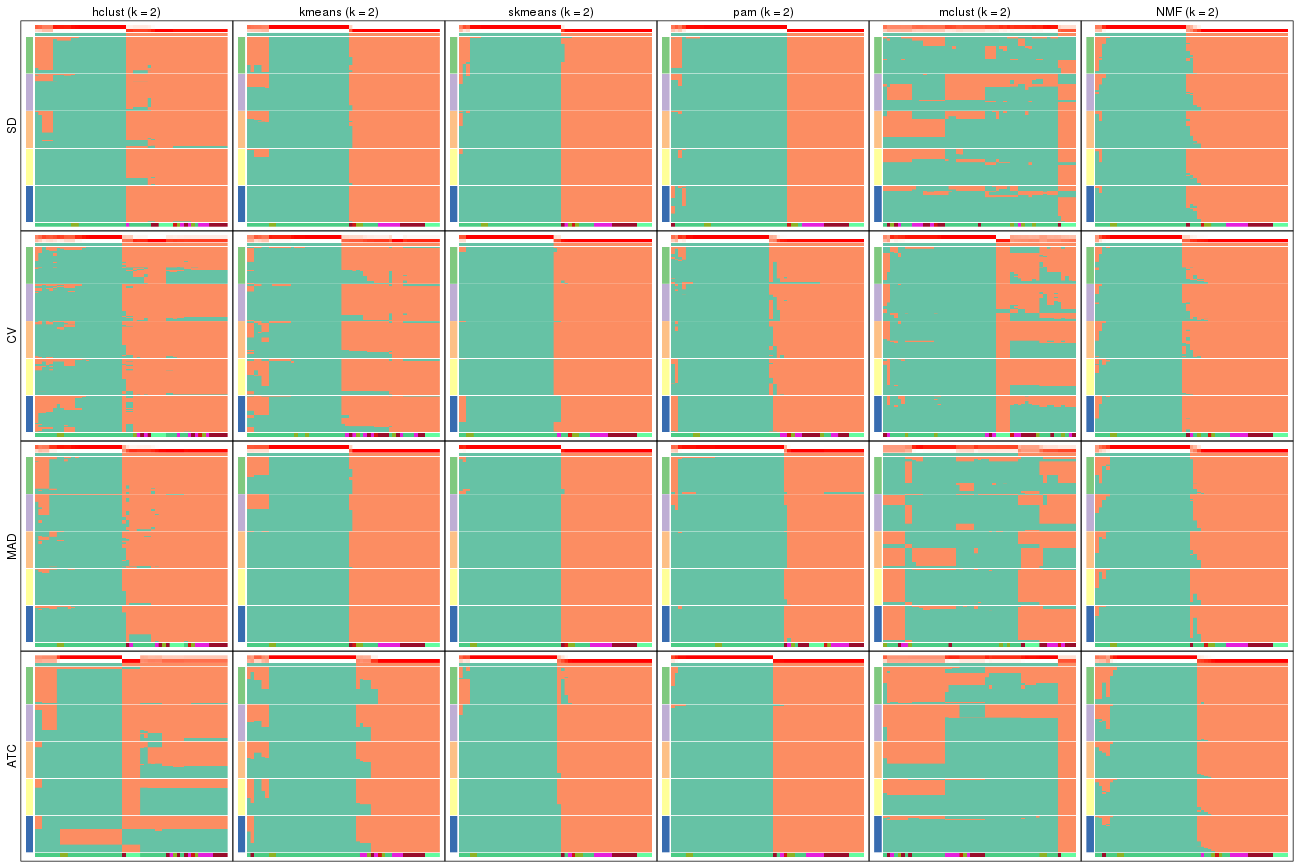 hclust (k = 2)
kmeans (k = 2)
skmeans (k = 2)
pam (k = 2)
mclust (k = 2)
NMF (k = 2)
SD
CV
MAD
ATC